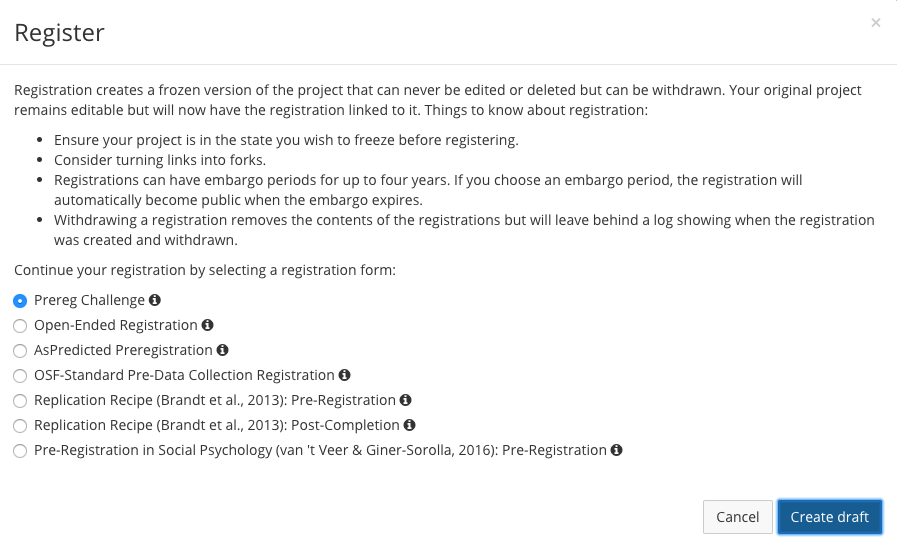 Register
×
Registration creates a frozen version of the project that can never be edited or deleted but can be withdrawn. Your original project
remains editable but will now have the registration linked to it. Things to know about registration:
• Ensure your project is in the state you wish to freeze before registering.
• Consider turning links into forks.
• Registrations can have embargo periods for up to four years. If you choose an embargo period, the registration will
automatically become public when the embargo expires.
• Withdrawing a registration removes the contents of the registrations but will leave behind a log showing when the registration
was created and withdrawn.
Continue your registration by selecting a registration form:
Prereg Challenge
Open-Ended Registration
AsPredicted Preregistration
OSF-Standard Pre-Data Collection Registration
Replication Recipe (Brandt et al., 2013): Pre-Registration
Replication Recipe (Brandt et al., 2013): Post-Completion
Pre-Registration in Social Psychology (van 't Veer & Giner-Sorolla, 2016): Pre-Registration
Cancel
Create draft